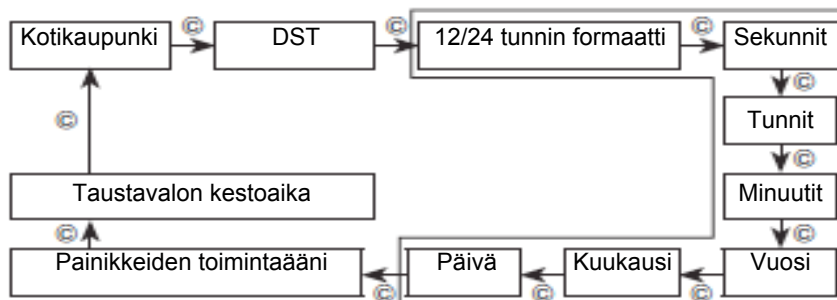 Kotikaupunki © DST © 12/24 tunnin formaatti © Sekunnit
©
Tunnit
©
Minuutit
©
Vuosi
©
Kuukausi
©
Päivä
©
Painikkeiden toimintaääni
©
Taustavalon kestoaika
©